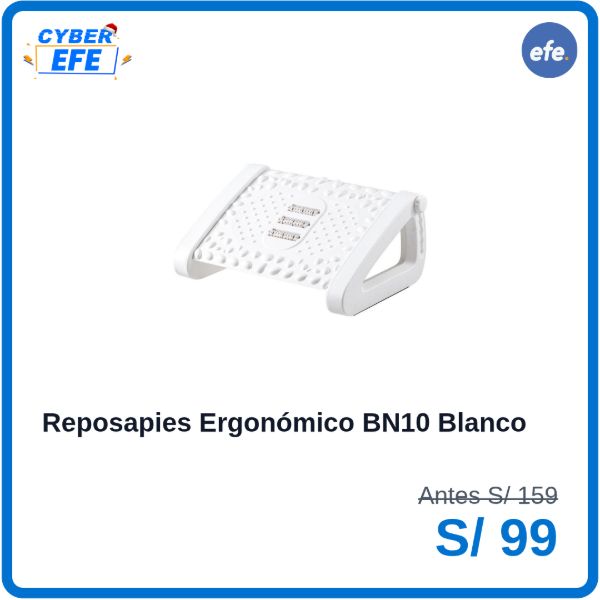 CYBER
EFE
efe.
Reposapies Ergonómico BN10 Blanco
Antes S/ 159
S/ 99